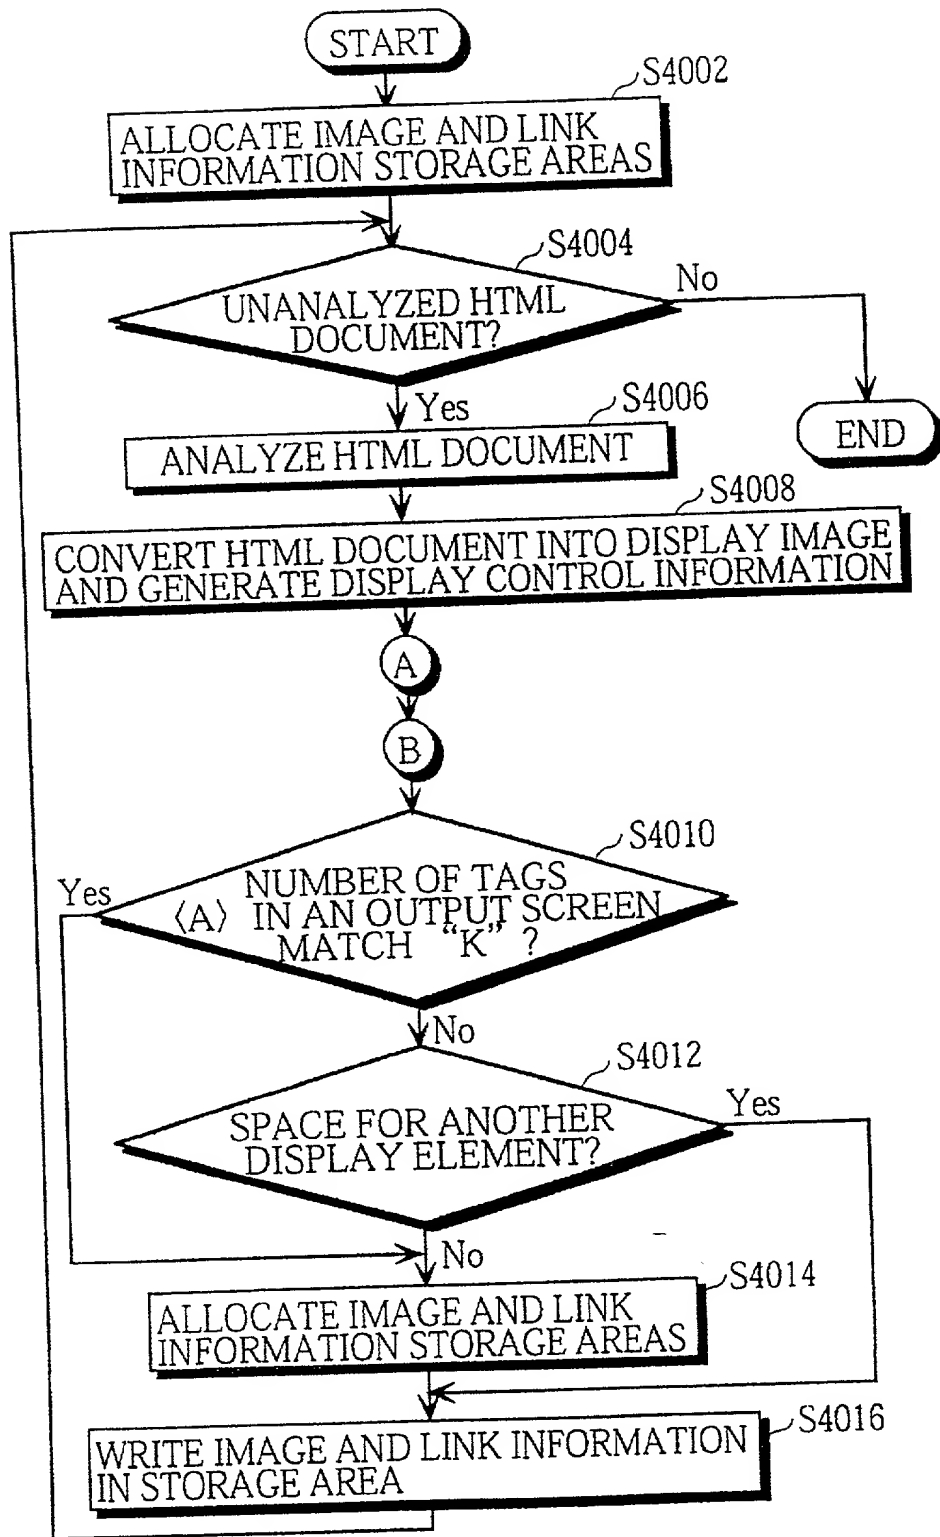 START
S4002
ALLOCATE IMAGE AND LINK
INFORMATION STORAGE AREAS
S4004
UNANALYZED HTML
DOCUMENT?
No
Yes
S4006
END
ANALYZE HTML DOCUMENT
S4008
CONVERT HTML DOCUMENT INTO DISPLAY IMAGE
AND GENERATE DISPLAY CONTROL INFORMATION
A
B
S4010
Yes
NUMBER OF TAGS
〈A〉 IN AN OUTPUT SCREEN
MATCH “K” ?
No
S4012
Yes
SPACE FOR ANOTHER
DISPLAY ELEMENT?
No
S4014
ALLOCATE IMAGE AND LINK
INFORMATION STORAGE AREAS
S4016
WRITE IMAGE AND LINK INFORMATION
IN STORAGE AREA